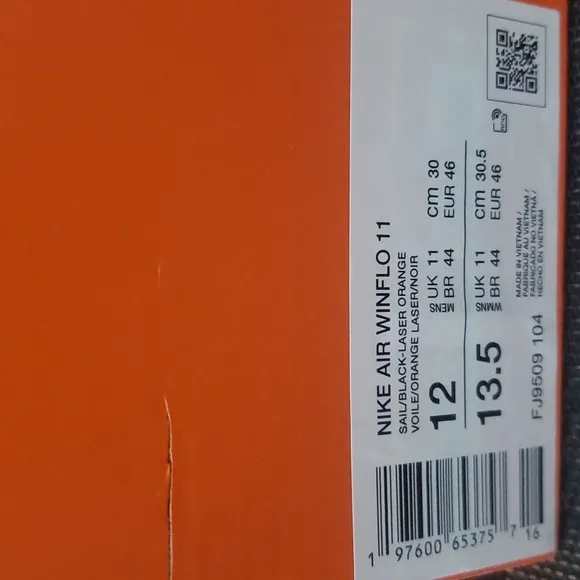 NIKE AIR WINFLO 11
SAIL/BLACK-LASER ORANGE
VOILE/ORANGE LASER/NOIR
12 MENS UK 11 cm 30
BR 44 EUR 46
13.5 WMNS UK 11 cm 30.5
BR 44 EUR 46
FJ9509 104
MADE IN VIETNAM /
FABRIQUE AU VIETNAM /
FABRICADO NO VIETNÃ /
HECHO EN VIETNAM
1 97600 65375 7 16